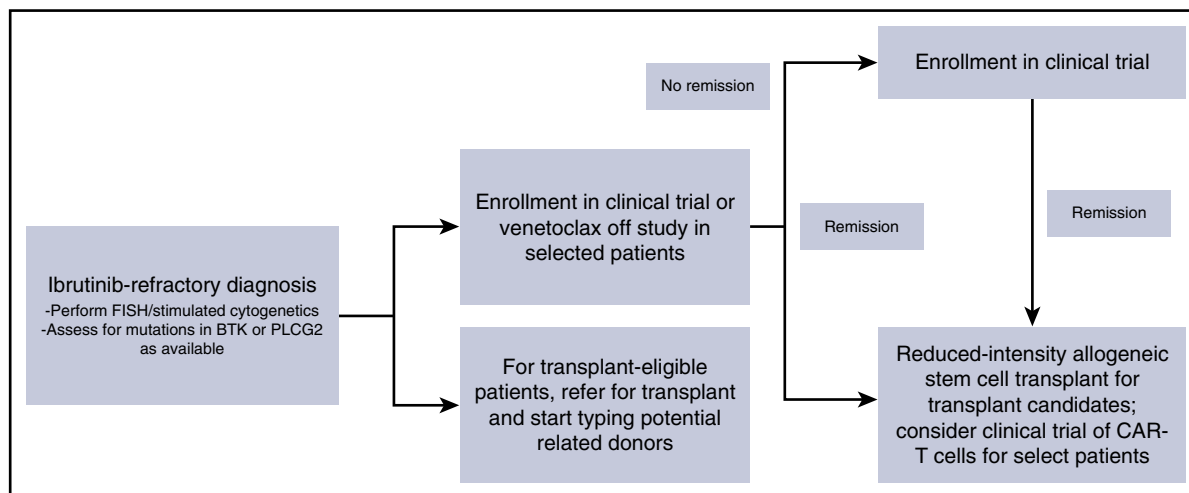 Ibrutinib-refractory diagnosis
-Perform FISH/stimulated cytogenetics
-Assess for mutations in BTK or PLCG2
as available
Enrollment in clinical trial or
venetoclax off study in
selected patients
For transplant-eligible
patients, refer for transplant
and start typing potential
related donors
No remission
Remission
Enrollment in clinical trial
Remission
Reduced-intensity allogeneic
stem cell transplant for
transplant candidates;
consider clinical trial of CAR-
T cells for select patients